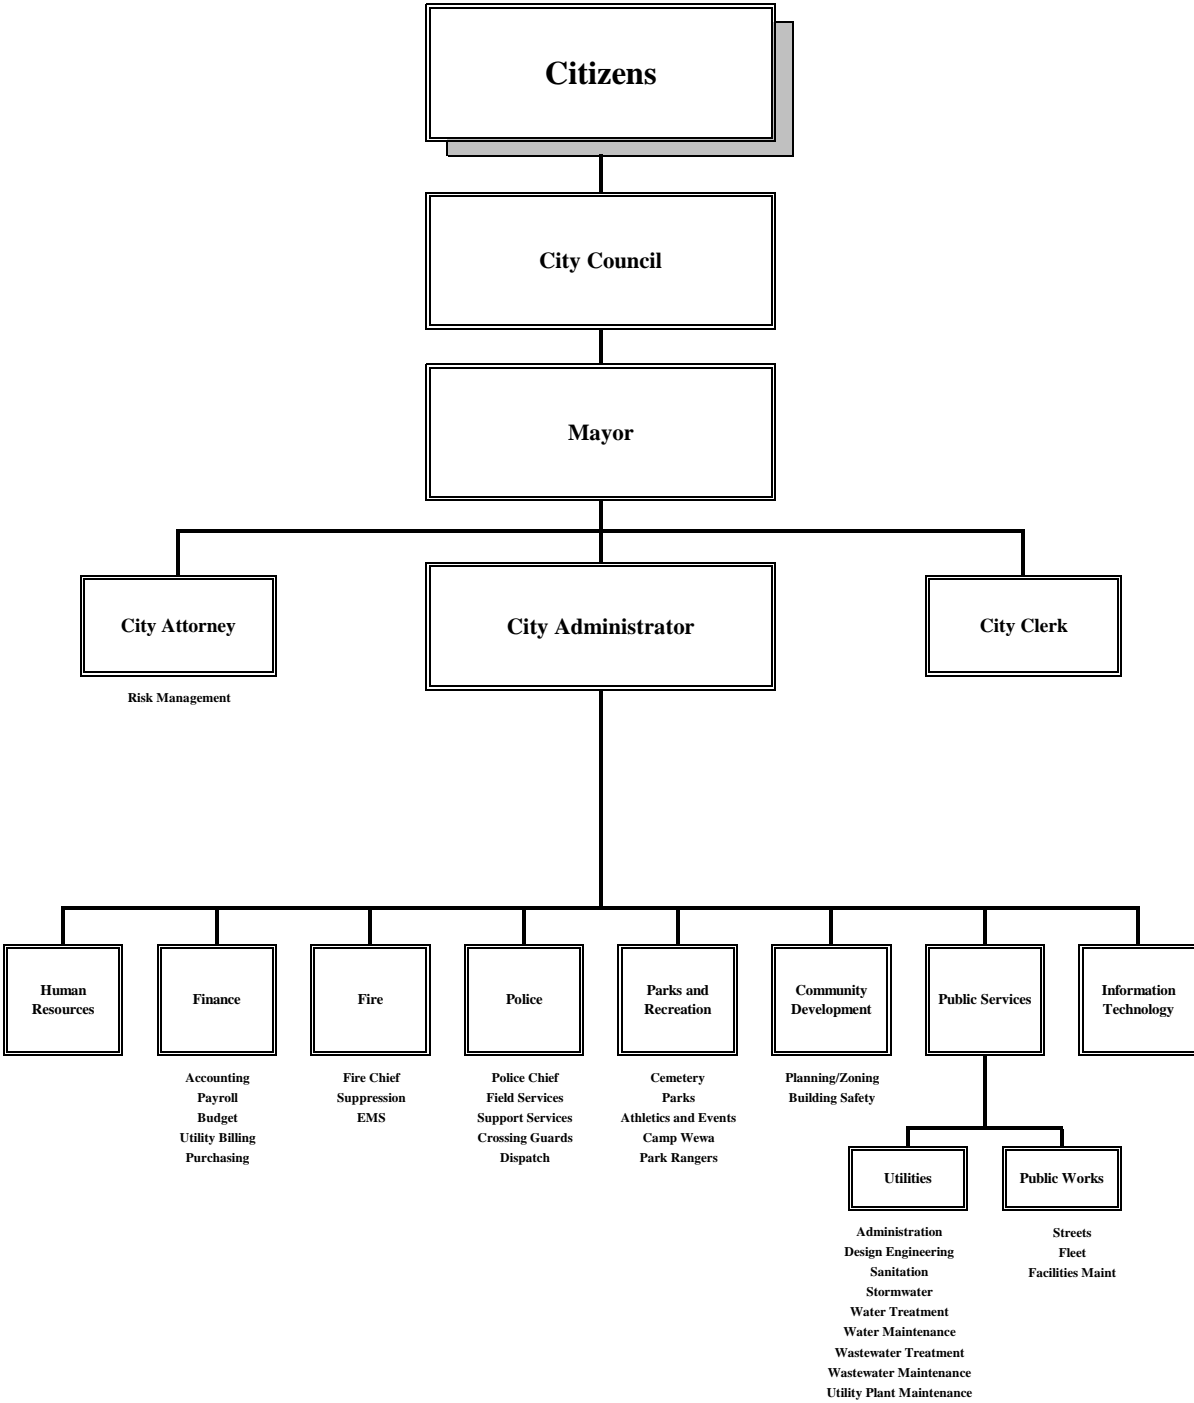 Citizens
City Council
Mayor
City Attorney
City Administrator
City Clerk
Risk Management
Human
Resources
Finance
Fire
Police
Parks and
Recreation
Community
Development
Public Services
Information
Technology
Accounting
Payroll
Budget
Utility Billing
Purchasing
Fire Chief
Suppression
EMS
Police Chief
Field Services
Support Services
Crossing Guards
Dispatch
Cemetery
Parks
Athletics and Events
Camp Wewa
Park Rangers
Planning/Zoning
Building Safety
Utilities
Public Works
Administration
Design Engineering
Sanitation
Stormwater
Water Treatment
Water Maintenance
Wastewater Treatment
Wastewater Maintenance
Utility Plant Maintenance
Streets
Fleet
Facilities Maint